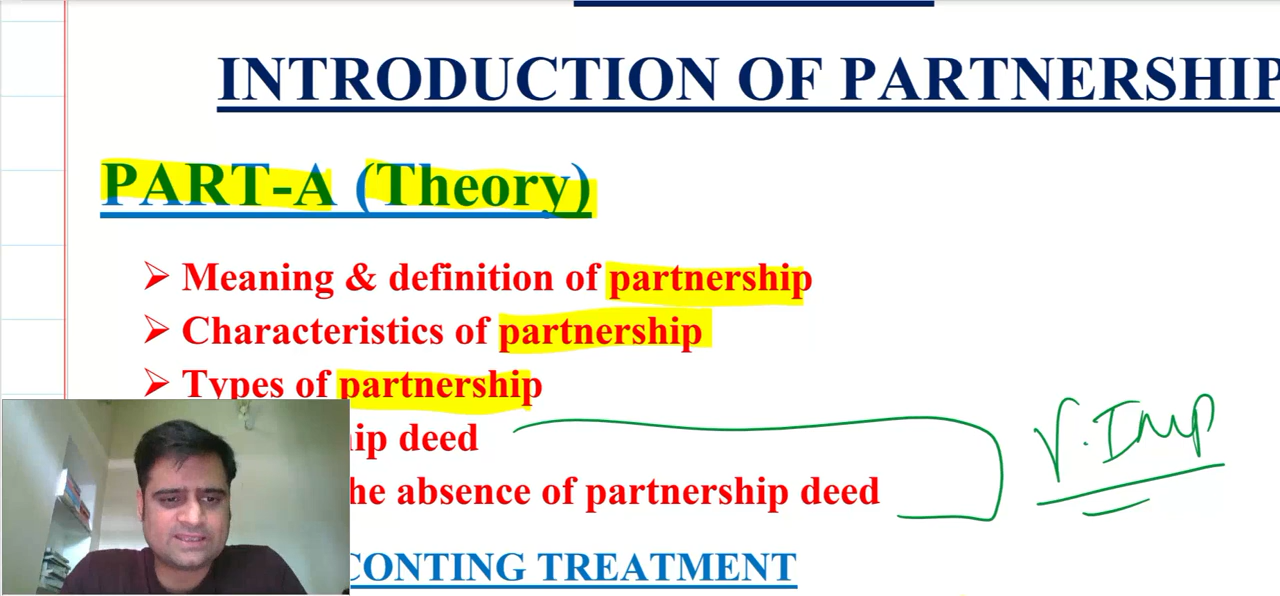 INTRODUCTION OF PARTNERSHIP
PART-A (Theory)
➢ Meaning & definition of partnership
➢ Characteristics of partnership
➢ Types of partnership
ip deed
he absence of partnership deed
V. Imp
CONTING TREATMENT